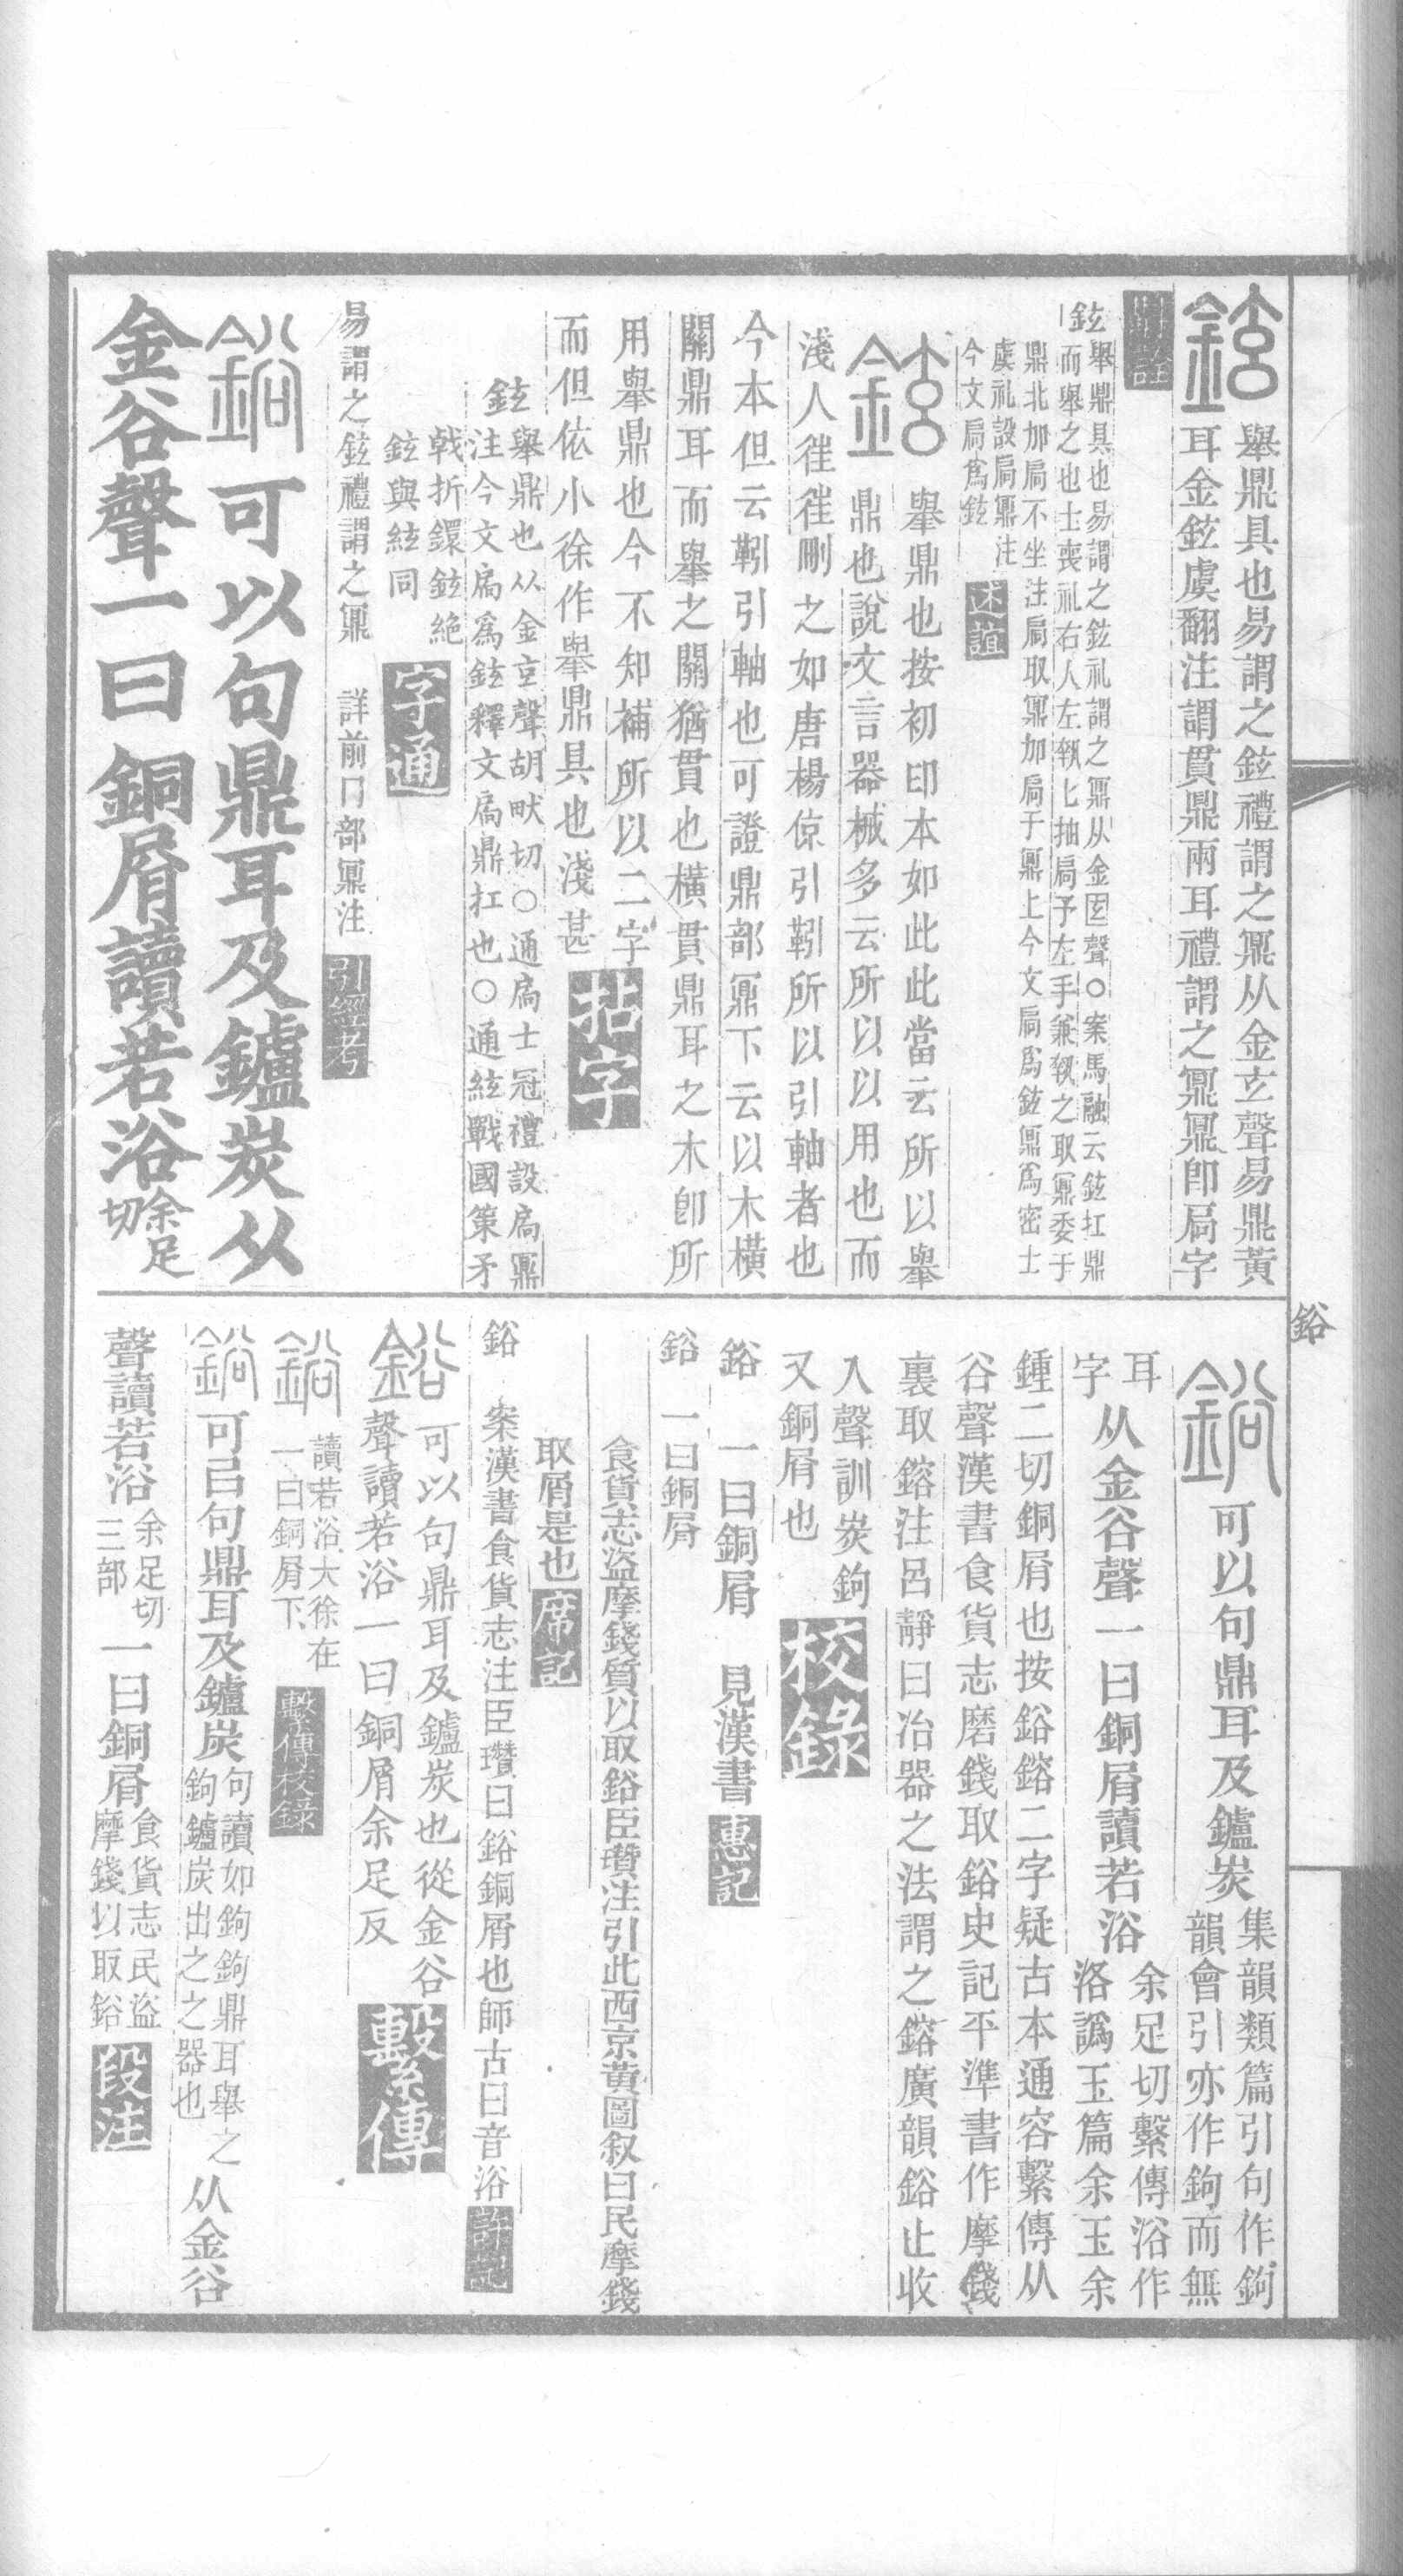 鉉
舉鼎具也易謂之鉉禮謂之鼏从金玄聲易鼎黃
耳金鉉虞翻注謂貫鼎兩耳禮謂之鼏鼏卽扃字
斠詮
鉉
舉鼎具也易謂之鉉礼謂之鼏从金玄聲○案馬融云鉉扛鼎
而舉之也士喪礼右人左執匕抽扃予左手兼執之取鼏委于
鼎北加扃不坐注扃取鼏加扃于鼏上今文扃爲鉉鼏爲密士
虞礼設扃鼏注
今文扃爲鉉
述誼
鉉
舉鼎也按初印本如此此當云所以舉
鼎也說文言器械多云所以以用也而
淺人往往刪之如唐楊倞引靷所以引軸者也
今本但云靷引軸也可證鼎部鼏下云以木橫
關鼎耳而舉之關猶貫也橫貫鼎耳之木卽所
用舉鼎也今不知補所以二字
而但依小徐作舉鼎具也淺甚
拈字
鉉
舉鼎也从金玄聲胡畎切○通扃士冠禮設扃鼏
注今文扃爲鉉釋文扃鼎扛也○通絃戰國策矛
戟折鐶鉉絶
鉉與絃同
字通
易謂之鉉禮謂之鼏 詳前冂部鼏注
引經考
鋊可以句鼎耳及鑪炭从
金谷聲一曰銅屑讀若浴
余足
切
鋊
鋊可以句鼎耳及鑪炭
集韻類篇引句作鉤
韻會引亦作鉤而無
耳
字
从金谷聲一曰銅屑讀若浴
余足切繫傳浴作
洛譌玉篇余玉余
鍾二切銅屑也按鋊鎔二字疑古本通容繫傳从
谷聲漢書食貨志磨錢取鋊史記平準書作摩錢
裏取鎔注呂靜曰冶器之法謂之鎔廣韻鋊止收
入聲訓炭鉤
又銅屑也
校錄
鋊 一曰銅屑 見漢書
惠記
鋊 一曰銅屑
食貨志盜摩錢質以取鋊臣瓚注引此西京黃圖叙曰民摩錢
取屑是也
席記
鋊 案漢書食貨志注臣瓚曰鋊銅屑也師古曰音浴
許記
鋊
可以句鼎耳及鑪炭也從金谷
聲讀若浴一曰銅屑余足反
繫傳
鋊
讀若浴大徐在
一曰銅屑下
繫傳校錄
鋊可㠯句鼎耳及鑪炭
句讀如鉤鉤鼎耳舉之
鉤鑪炭出之之器也
从金谷
聲讀若浴
余足切
三部
一曰銅屑
食貨志民盜
摩錢以取鋊
段注